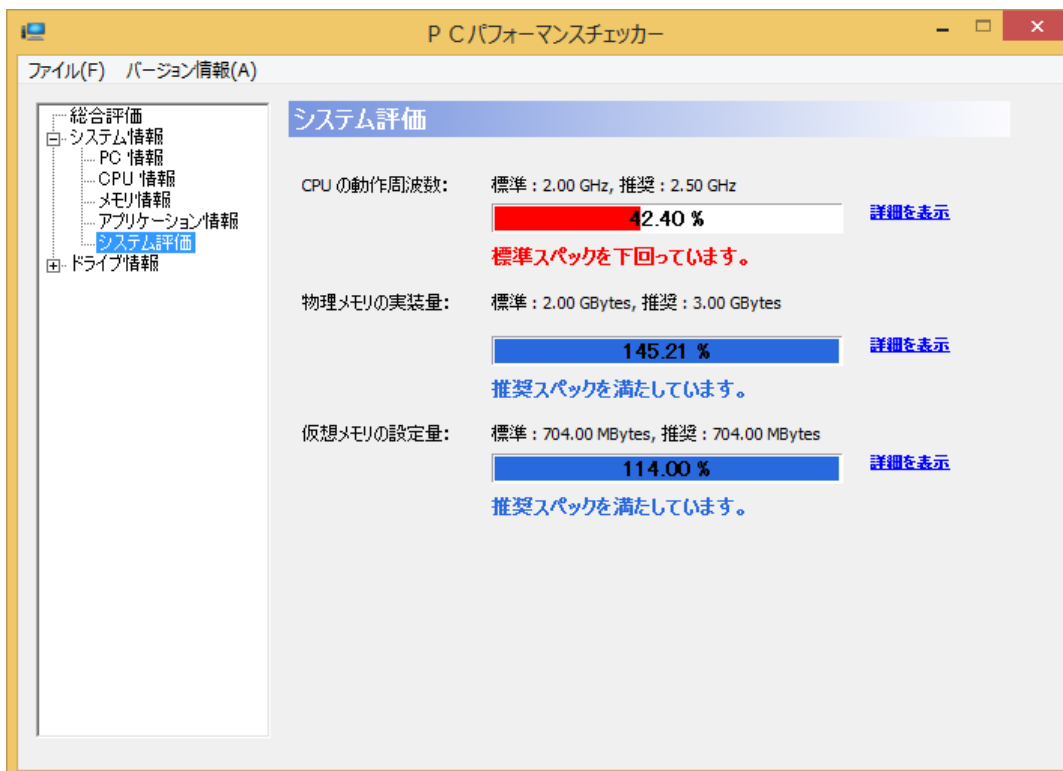 ＰＣパフォーマンスチェッカー
ファイル(F) バージョン情報(A)
総合評価
システム情報
PC 情報
CPU 情報
メモリ情報
アプリケーション情報
システム評価
ドライブ情報
システム評価
CPU の動作周波数: 標準 : 2.00 GHz, 推奨 : 2.50 GHz
42.40 % 詳細を表示
標準スペックを下回っています。
物理メモリの実装量: 標準 : 2.00 GBytes, 推奨 : 3.00 GBytes
145.21 % 詳細を表示
推奨スペックを満たしています。
仮想メモリの設定量: 標準 : 704.00 MBytes, 推奨 : 704.00 MBytes
114.00 % 詳細を表示
推奨スペックを満たしています。